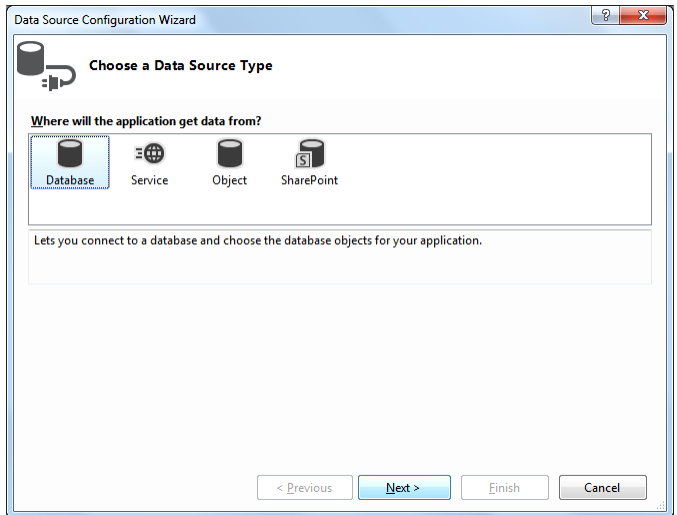 Data Source Configuration Wizard
?
Choose a Data Source Type
Where will the application get data from?
Database Service Object SharePoint
S
Lets you connect to a database and choose the database objects for your application.
< Previous Next > Finish Cancel